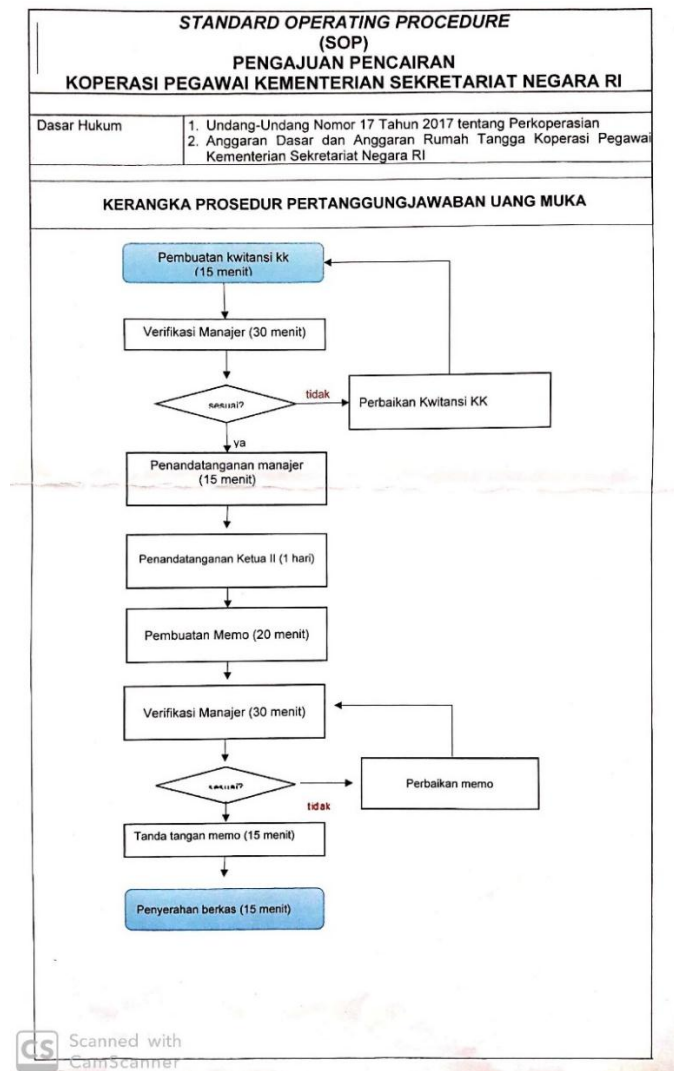 STANDARD OPERATING PROCEDURE
(SOP)
PENGAJUAN PENCAIRAN
KOPERASI PEGAWAI KEMENTERIAN SEKRETARIAT NEGARA RI
Dasar Hukum
1. Undang-Undang Nomor 17 Tahun 2017 tentang Perkoperasian
2. Anggaran Dasar dan Anggaran Rumah Tangga Koperasi Pegawai
Kementerian Sekretariat Negara RI
KERANGKA PROSEDUR PERTANGGUNGJAWABAN UANG MUKA
Pembuatan kwitansi kk
(15 menit)
Verifikasi Manajer (30 menit)
sesuai?
tidak
Perbaikan Kwitansi KK
ya
Penandatanganan manajer
(15 menit)
Penandatanganan Ketua II (1 hari)
Pembuatan Memo (20 menit)
Verifikasi Manajer (30 menit)
sesuai?
Perbaikan memo
tidak
Tanda tangan memo (15 menit)
Penyerahan berkas (15 menit)
CS
Scanned with
CamScanner